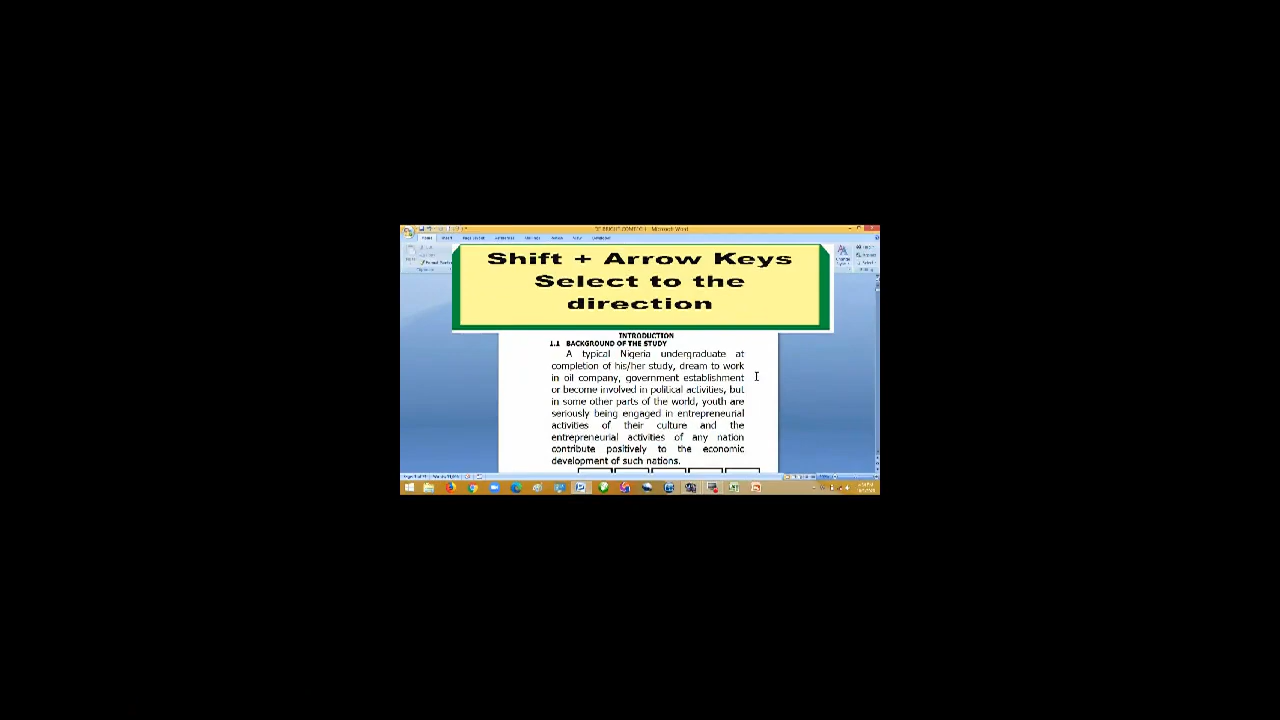 Microsoft Word
Shift + Arrow Keys
Select to the
direction
INTRODUCTION
1.1 BACKGROUND OF THE STUDY
A typical Nigeria undergraduate at
completion of his/her study, dream to work
in oil company, government establishment
or become involved in political activities, but
in some other parts of the world, youth are
seriously being engaged in entrepreneurial
activities of their culture and the
entrepreneurial activities of any nation
contribute positively to the economic
development of such nations.